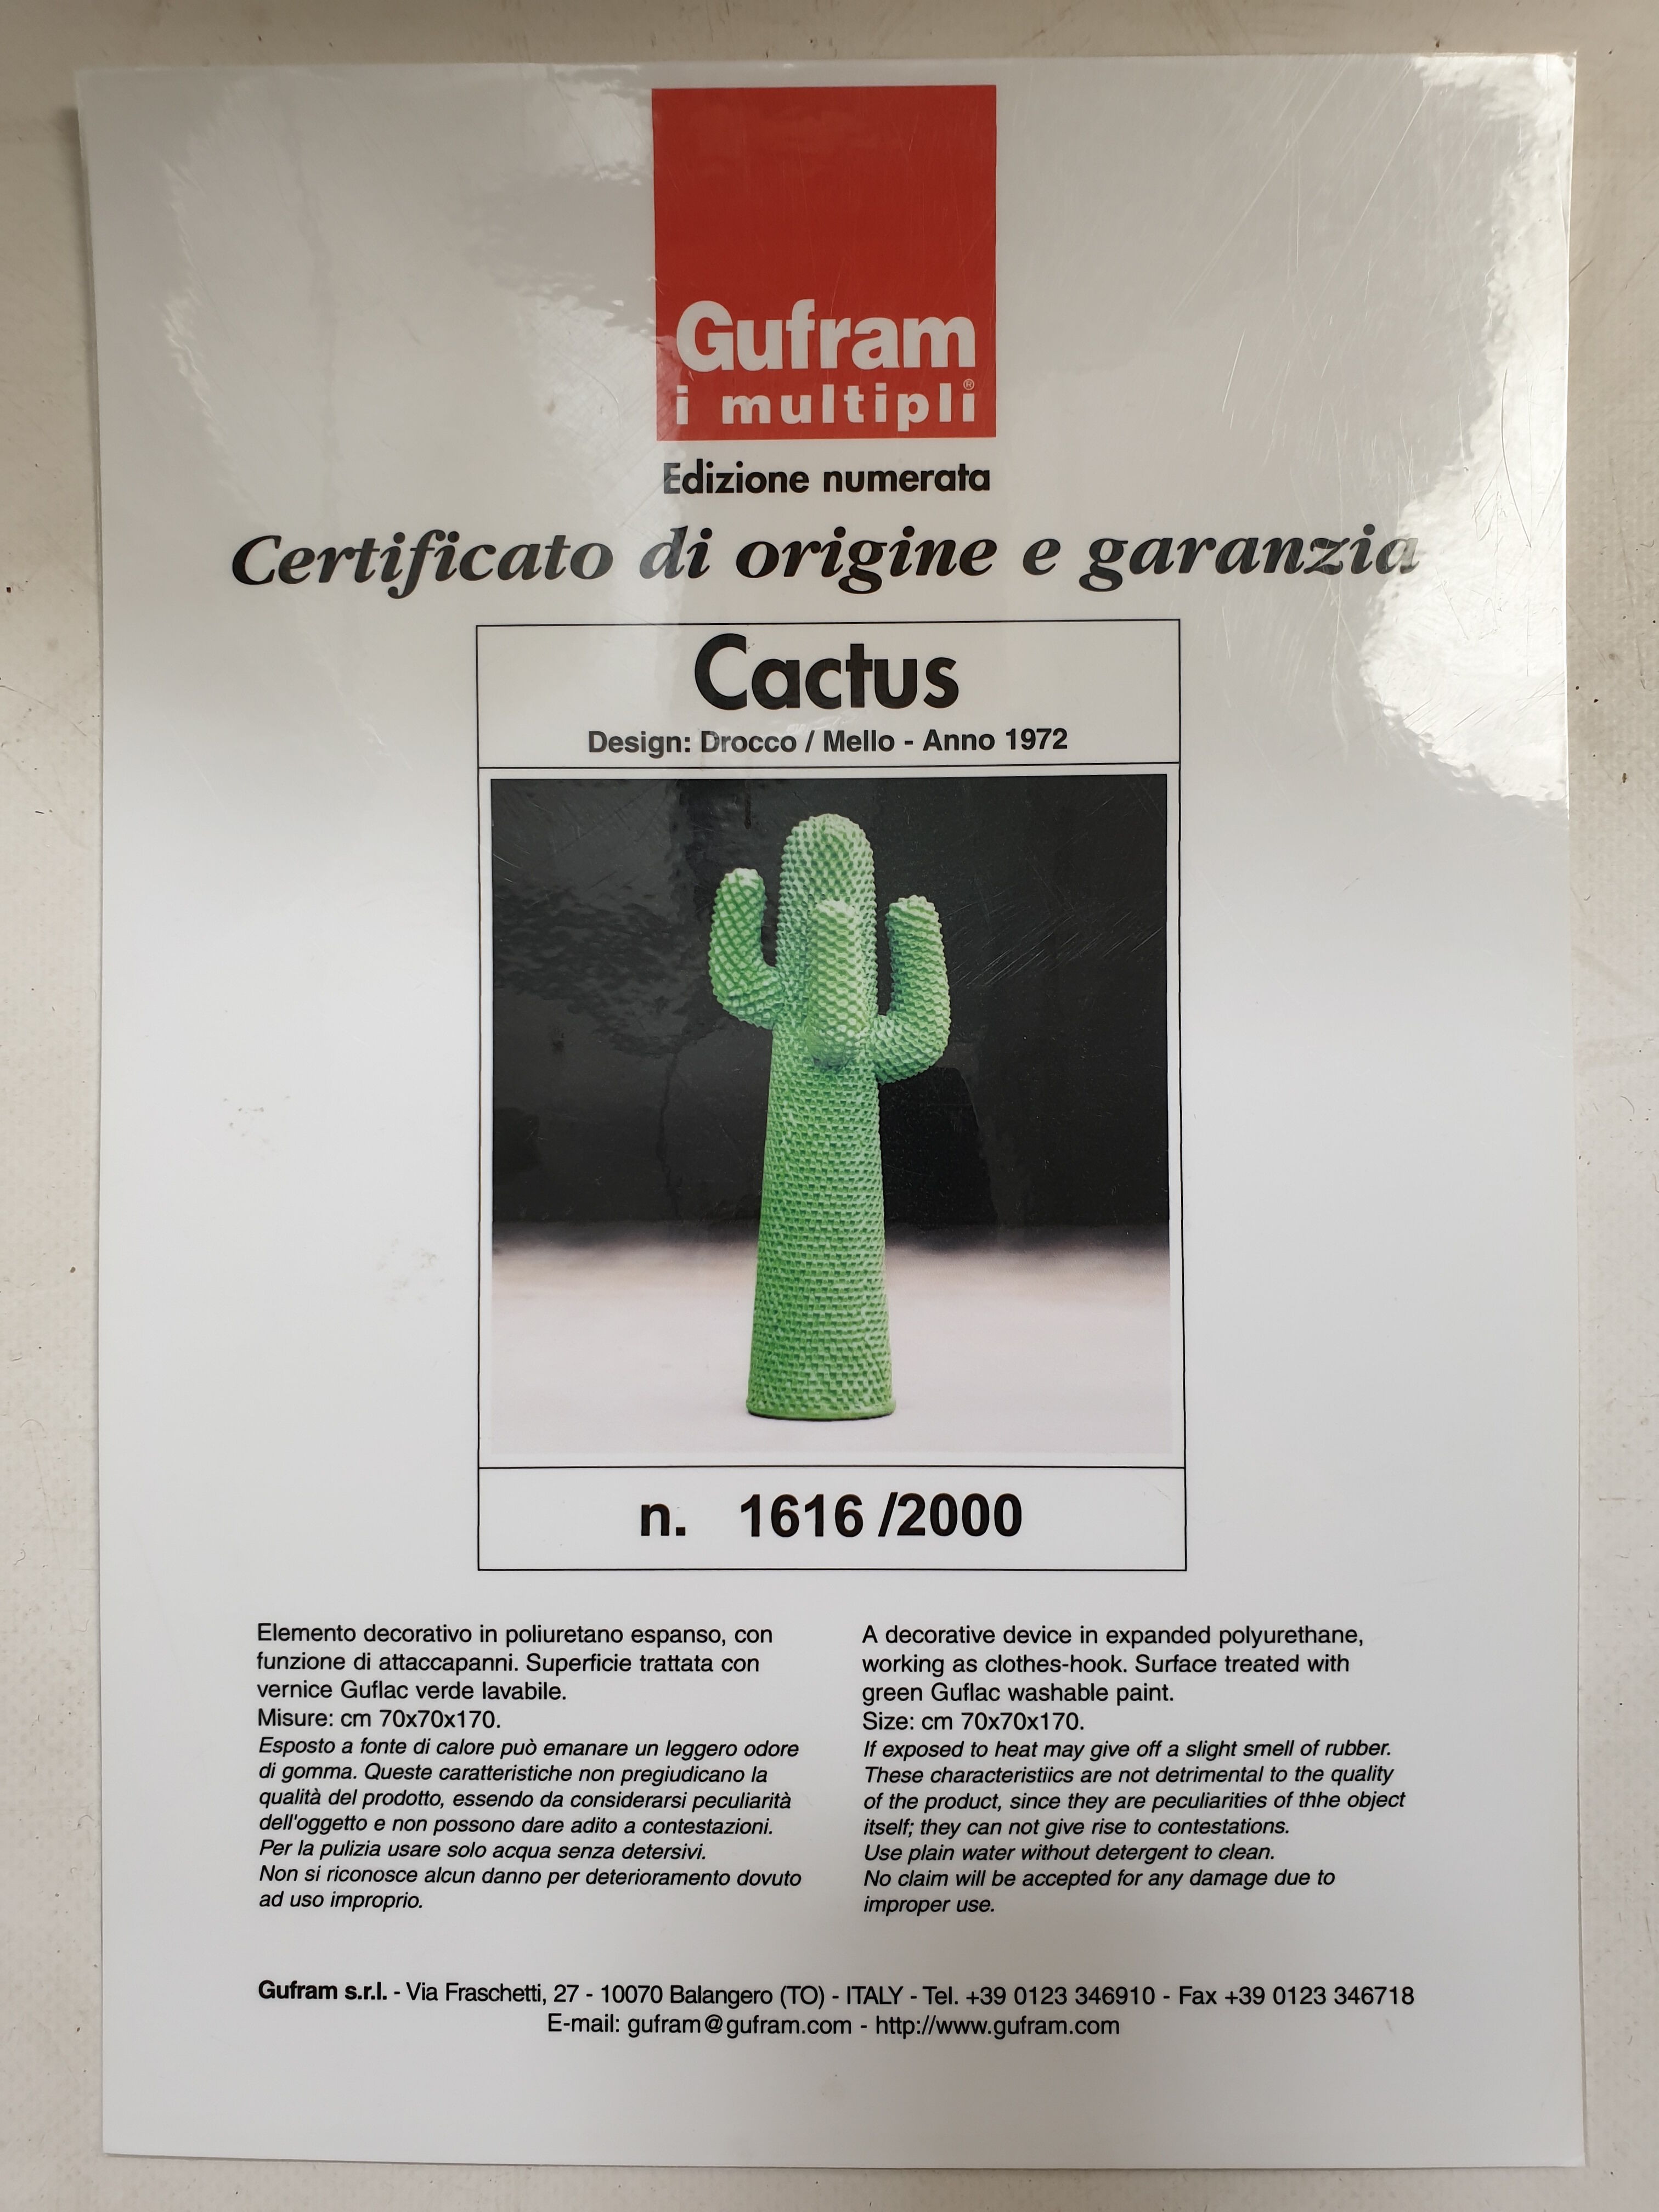 Gufram
i multipli®
Edizione numerata
Certificato di origine e garanzia
Cactus
Design: Drocco / Mello - Anno 1972
n. 1616 /2000
Elemento decorativo in poliuretano espanso, con
funzione di attaccapanni. Superficie trattata con
vernice Guflac verde lavabile.
Misure: cm 70x70x170.
Esposto a fonte di calore può emanare un leggero odore
di gomma. Queste caratteristiche non pregiudicano la
qualità del prodotto, essendo da considerarsi peculiarità
dell'oggetto e non possono dare adito a contestazioni.
Per la pulizia usare solo acqua senza detersivi.
Non si riconosce alcun danno per deterioramento dovuto
ad uso improprio.
A decorative device in expanded polyurethane,
working as clothes-hook. Surface treated with
green Guflac washable paint.
Size: cm 70x70x170.
If exposed to heat may give off a slight smell of rubber.
These characteristiics are not detrimental to the quality
of the product, since they are peculiarities of thhe object
itself; they can not give rise to contestations.
Use plain water without detergent to clean.
No claim will be accepted for any damage due to
improper use.
Gufram s.r.l. - Via Fraschetti, 27 - 10070 Balangero (TO) - ITALY - Tel. +39 0123 346910 - Fax +39 0123 346718
E-mail: gufram@gufram.com - http://www.gufram.com